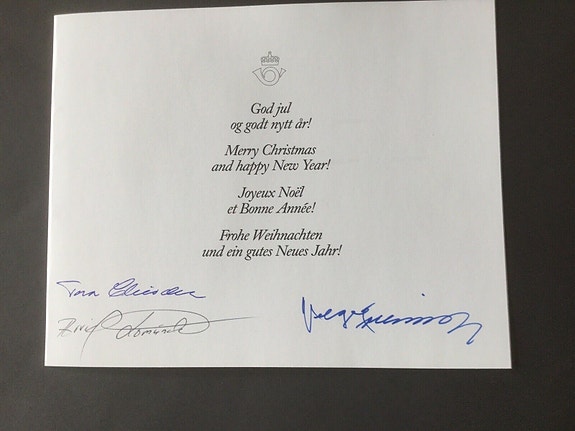 God jul
og godt nytt år!
Merry Christmas
and happy New Year!
Joyeux Noël
et Bonne Année!
Frohe Weihnachten
und ein gutes Neues Jahr!